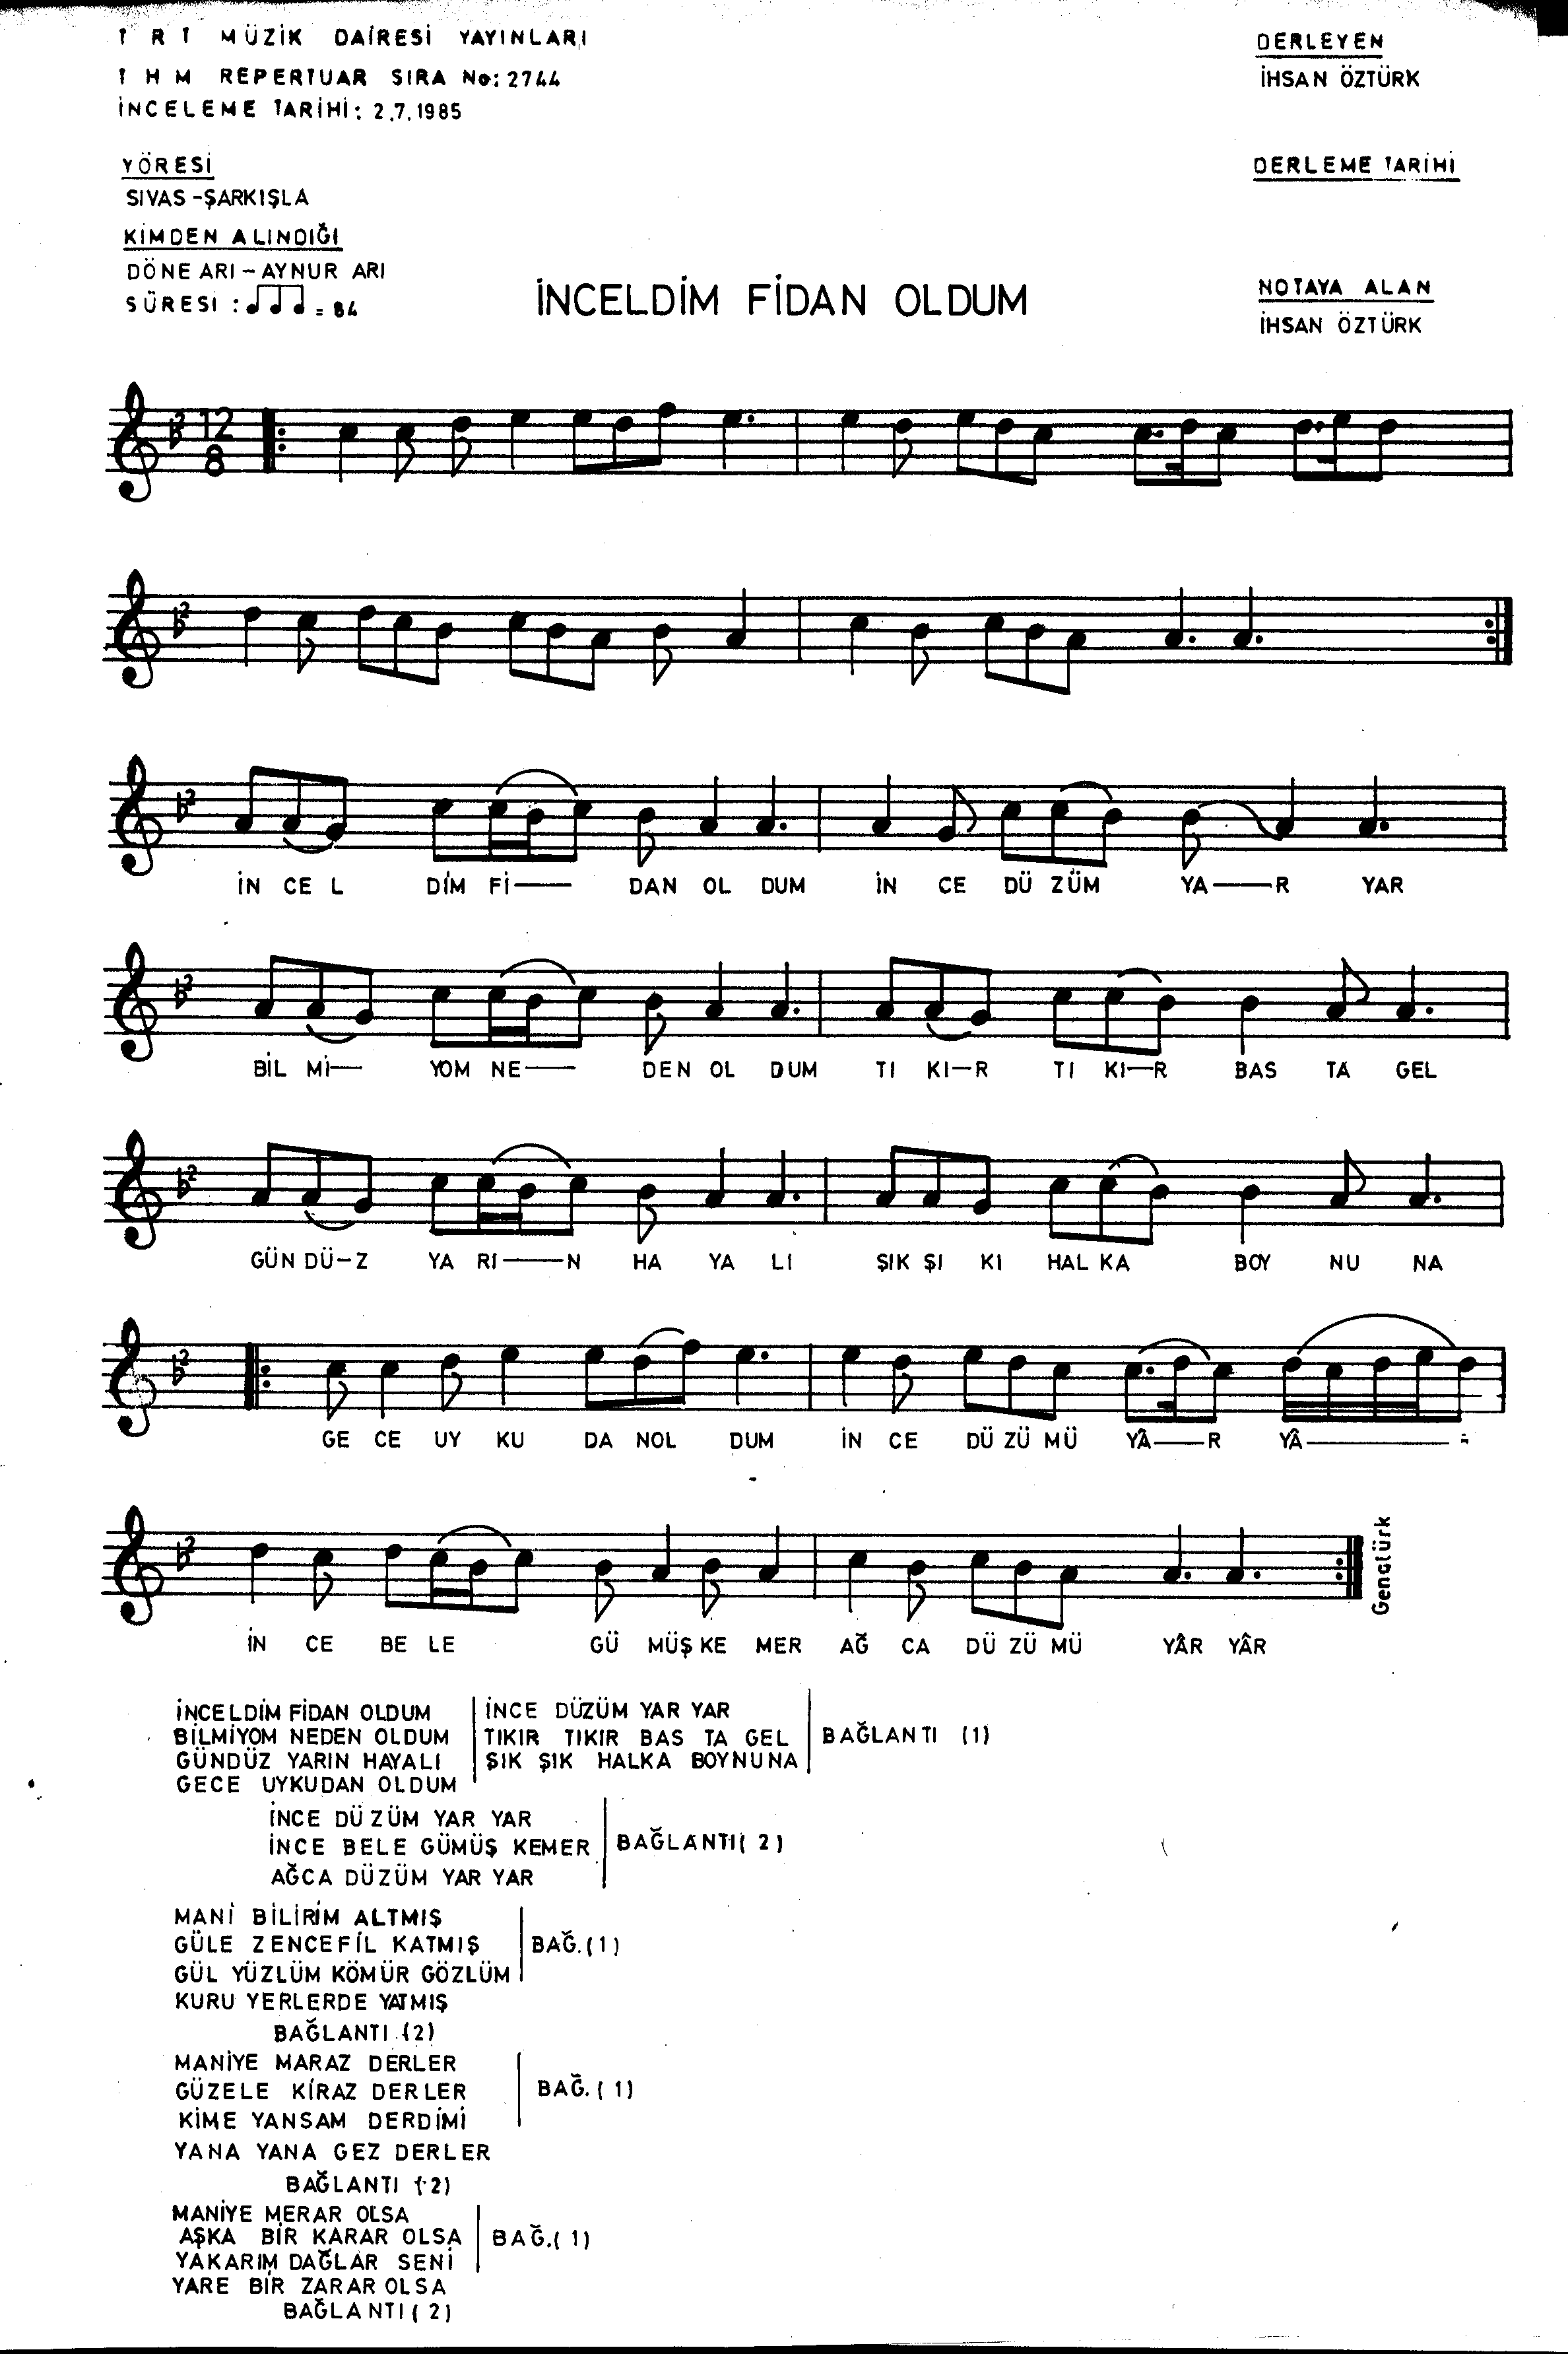 T R T MÜZİK DAİRESİ YAYINLARI
T H M REPERTUAR SIRA No: 2744
İNCELEME TARİHİ: 2.7.1985
DERLEYEN
İHSAN ÖZTÜRK
YÖRESİ
SIVAS - ŞARKIŞLA
DERLEME TARİHİ
KİMDEN ALINDIĞI
DÖNE ARI - AYNUR ARI
SÜRESİ : = 84
İNCELDİM FİDAN OLDUM
NOTAYA ALAN
İHSAN ÖZTÜRK
12
8
İN CE L DİM Fİ— DAN OL DUM İN CE DÜ ZÜM YA—R YAR
BİL Mİ— YOM NE— DEN OL DUM TI KI—R TI KI—R BAS TA GEL
GÜN DÜ-Z YA RI—N HA YA LI ŞIK ŞI KI HAL KA BOY NU NA
GE CE UY KU DA NOL DUM İN CE DÜ ZÜ MÜ YÂ—R YÂ—
İN CE BE LE GÜ MÜŞ KE MER AĞ CA DÜ ZÜ MÜ YÂR YÂR
Gençtürk
İNCELDİM FİDAN OLDUM İNCE DÜZÜM YAR YAR
BİLMİYOM NEDEN OLDUM TIKIR TIKIR BAS TA GEL BAĞLANTI (1)
GÜNDÜZ YARIN HAYALI ŞIK ŞIK HALKA BOYNUNA
GECE UYKUDAN OLDUM
İNCE DÜZÜM YAR YAR
İNCE BELE GÜMÜŞ KEMER BAĞLANTI (2)
AĞCA DÜZÜM YAR YAR
MANİ BİLİRİM ALTMIŞ
GÜLE ZENCEFİL KATMIŞ BAĞ. (1)
GÜL YÜZLÜM KÖMÜR GÖZLÜM
KURU YERLERDE YATMIŞ
BAĞLANTI (2)
MANİYE MARAZ DERLER
GÜZELE KİRAZ DERLER BAĞ. (1)
KİME YANSAM DERDİMİ
YANA YANA GEZ DERLER
BAĞLANTI (2)
MANİYE MERAR OLSA
AŞKA BİR KARAR OLSA BAĞ. (1)
YAKARIM DAĞLAR SENİ
YARE BİR ZARAR OLSA
BAĞLANTI (2)